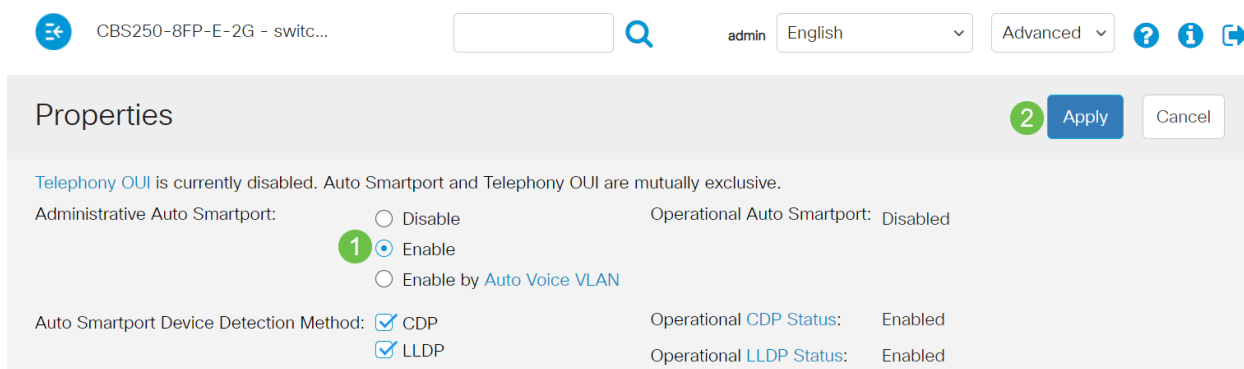 CBS250-8FP-E-2G - switc... admin English Advanced
Properties 2 Apply Cancel
Telephony OUI is currently disabled. Auto Smartport and Telephony OUI are mutually exclusive.
Administrative Auto Smartport: Disable Operational Auto Smartport: Disabled
1 Enable
Enable by Auto Voice VLAN
Auto Smartport Device Detection Method: CDP Operational CDP Status: Enabled
LLDP Operational LLDP Status: Enabled